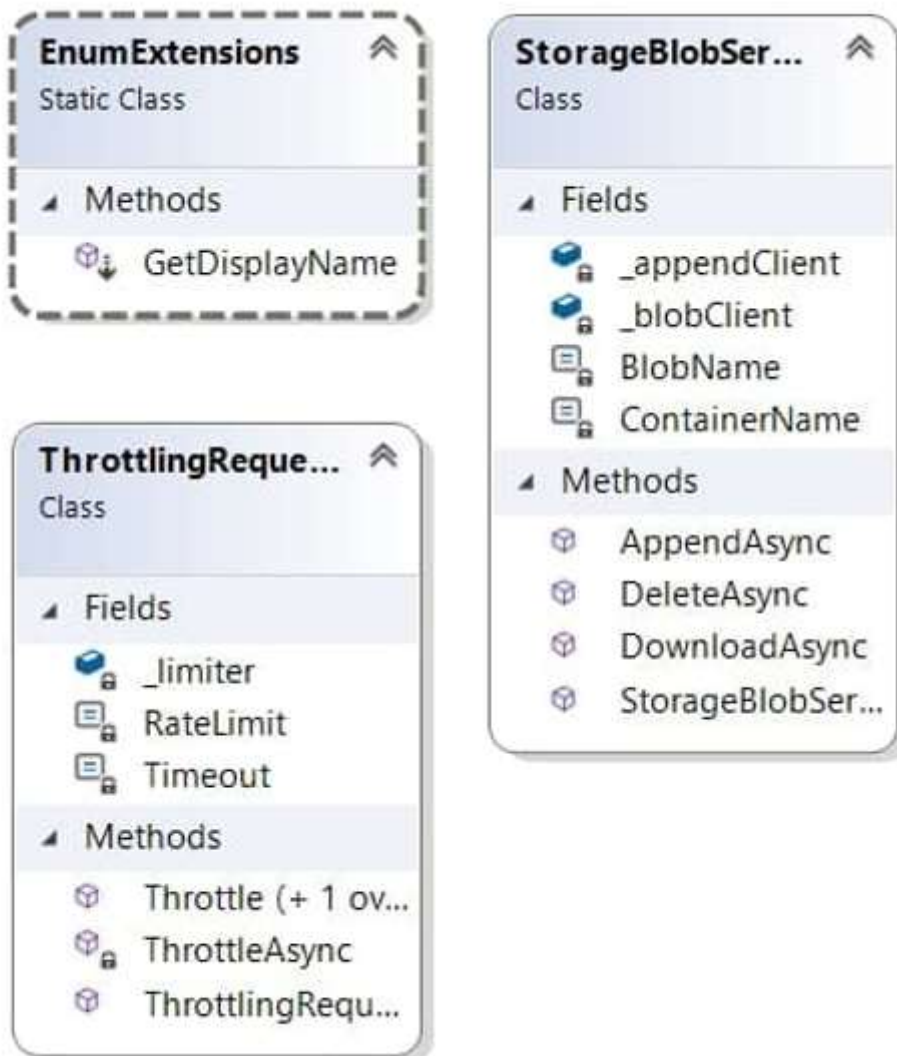 EnumExtensions
Static Class
Methods
GetDisplayName
ThrottlingReque...
Class
Fields
_limiter
RateLimit
Timeout
Methods
Throttle (+ 1 ov...
ThrottleAsync
ThrottlingRequ...
StorageBlobSer...
Class
Fields
_appendClient
_blobClient
BlobName
ContainerName
Methods
AppendAsync
DeleteAsync
DownloadAsync
StorageBlobSer...